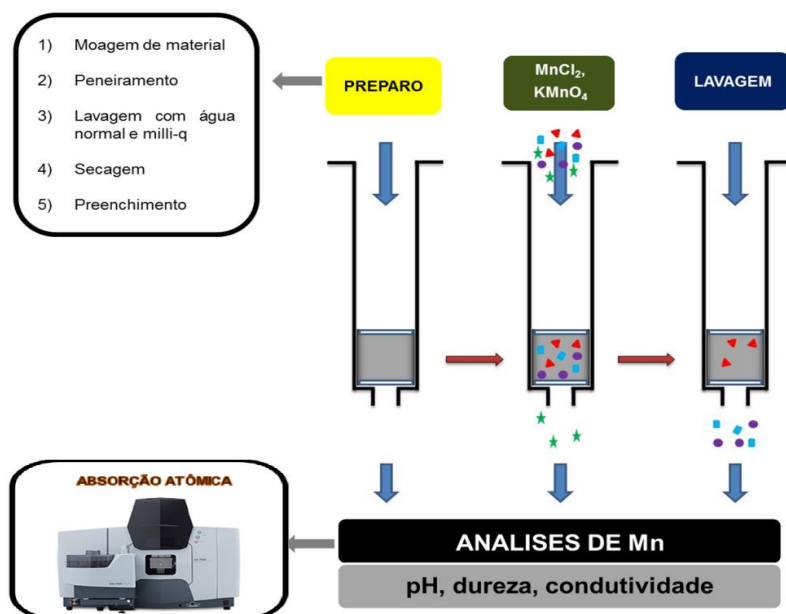 1) Moagem de material
2) Peneiramento
3) Lavagem com água
normal e milli-q
4) Secagem
5) Preenchimento
PREPARO
MnCl₂,
KMnO₄
LAVAGEM
ABSORÇÃO ATÔMICA
ANALISES DE Mn
pH, dureza, condutividade